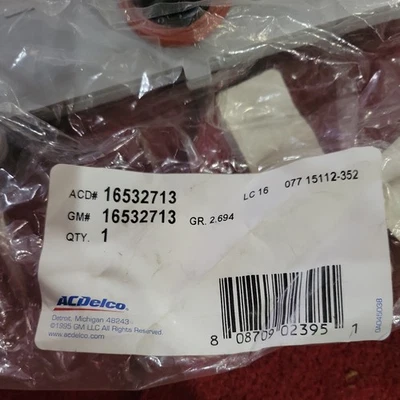 ACD# 16532713 LC 16 077 15112-352
GM# 16532713 GR. 2.694
QTY. 1
ACDelco
Detroit, Michigan 48243
©1995 GM LLC All Rights Reserved.
acdelco.com
8 08709 02395 1